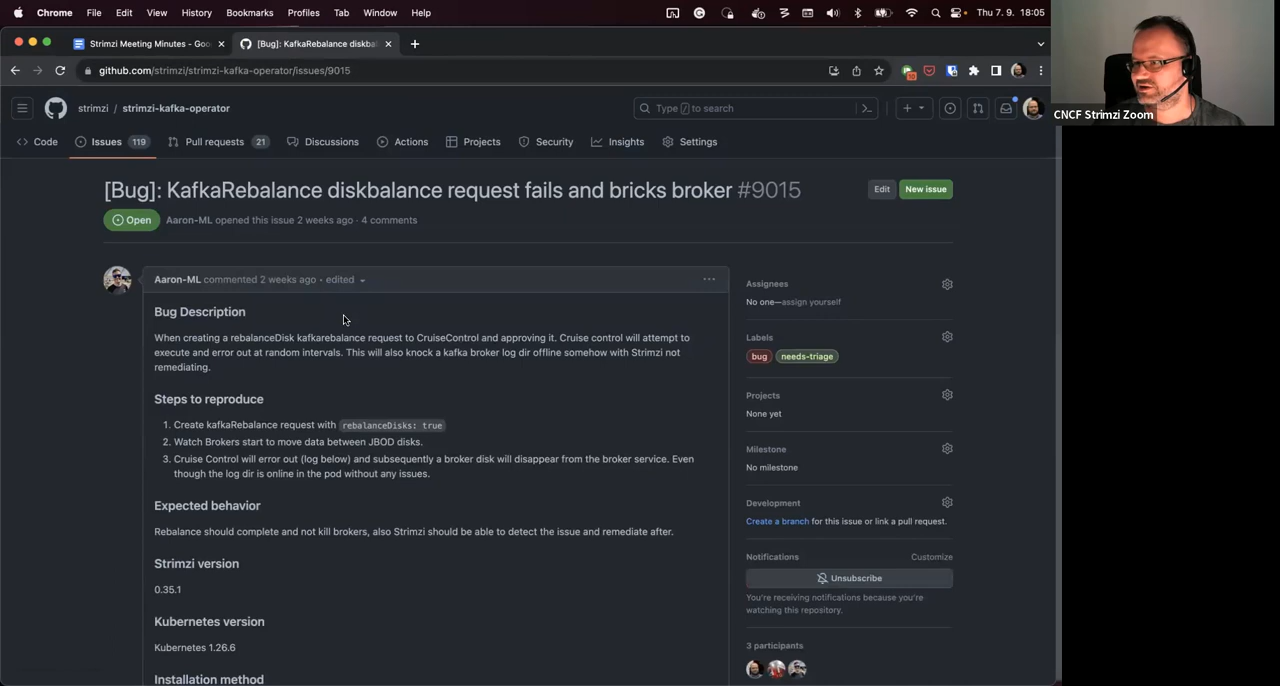 Chrome File Edit View History Bookmarks Profiles Tab Window Help
Thu 7. 9. 18:05
Strimzi Meeting Minutes - Goo
[Bug]: KafkaRebalance diskbal
github.com/strimzi/strimzi-kafka-operator/issues/9015
strimzi / strimzi-kafka-operator
Type / to search
Code Issues 119 Pull requests 21 Discussions Actions Projects Security Insights Settings
CNCF Strimzi Zoom
[Bug]: KafkaRebalance diskbalance request fails and bricks broker #9015
Edit New issue
Open Aaron-ML opened this issue 2 weeks ago · 4 comments
Aaron-ML commented 2 weeks ago • edited
Bug Description
When creating a rebalanceDisk kafkarebalance request to CruiseControl and approving it. Cruise control will attempt to
execute and error out at random intervals. This will also knock a kafka broker log dir offline somehow with Strimzi not
remediating.
Steps to reproduce
1. Create kafkaRebalance request with rebalanceDisks: true
2. Watch Brokers start to move data between JBOD disks.
3. Cruise Control will error out (log below) and subsequently a broker disk will disappear from the broker service. Even
though the log dir is online in the pod without any issues.
Expected behavior
Rebalance should complete and not kill brokers, also Strimzi should be able to detect the issue and remediate after.
Strimzi version
0.35.1
Kubernetes version
Kubernetes 1.26.6
Installation method
Assignees
No one—assign yourself
Labels
bug needs-triage
Projects
None yet
Milestone
No milestone
Development
Create a branch for this issue or link a pull request.
Notifications Customize
Unsubscribe
You're receiving notifications because you're
watching this repository.
3 participants